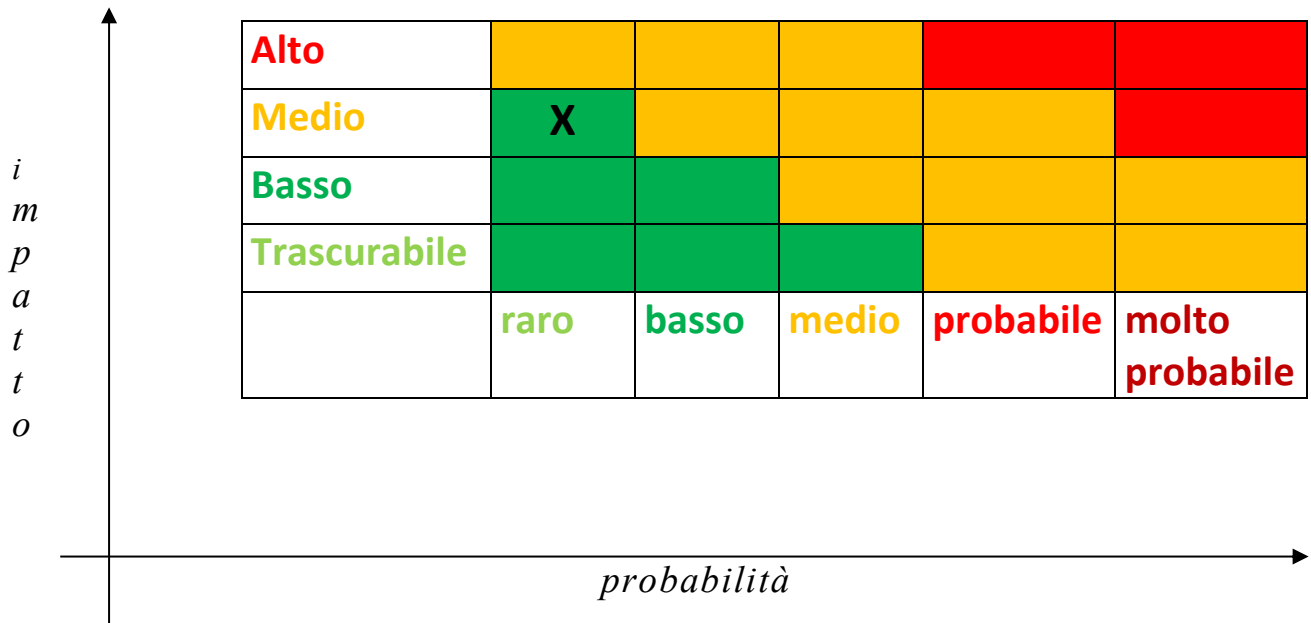 Alto
Medio X
Basso
Trascurabile
raro basso medio probabile molto
probabile
i
m
p
a
t
t
o
probabilità